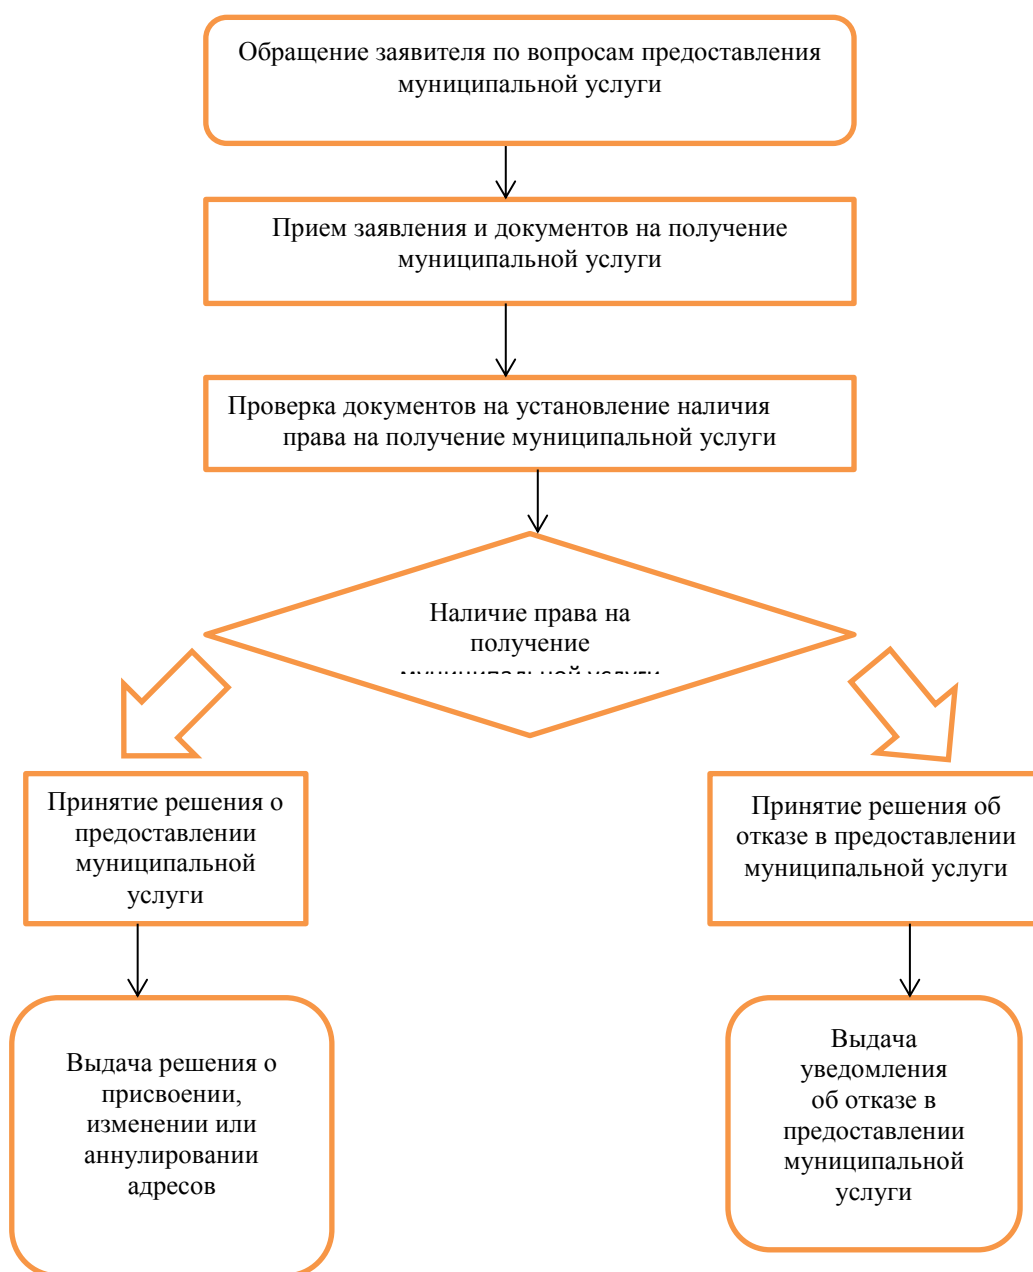 Обращение заявителя по вопросам предоставления
муниципальной услуги
Прием заявления и документов на получение
муниципальной услуги
Проверка документов на установление наличия
права на получение муниципальной услуги
Наличие права на
получение
муниципальной услуги
Принятие решения о
предоставлении
муниципальной
услуги
Принятие решения об
отказе в предоставлении
муниципальной услуги
Выдача решения о
присвоении,
изменении или
аннулировании
адресов
Выдача
уведомления
об отказе в
предоставлении
муниципальной
услуги